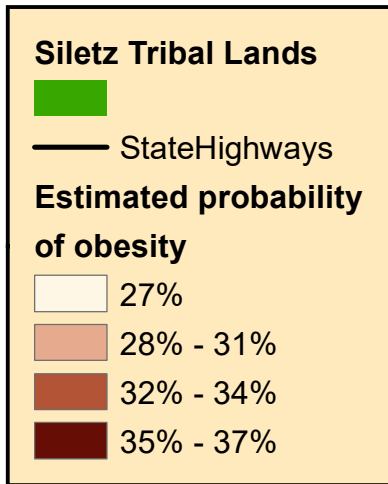 Siletz Tribal Lands
StateHighways
Estimated probability
of obesity
27%
28% - 31%
32% - 34%
35% - 37%